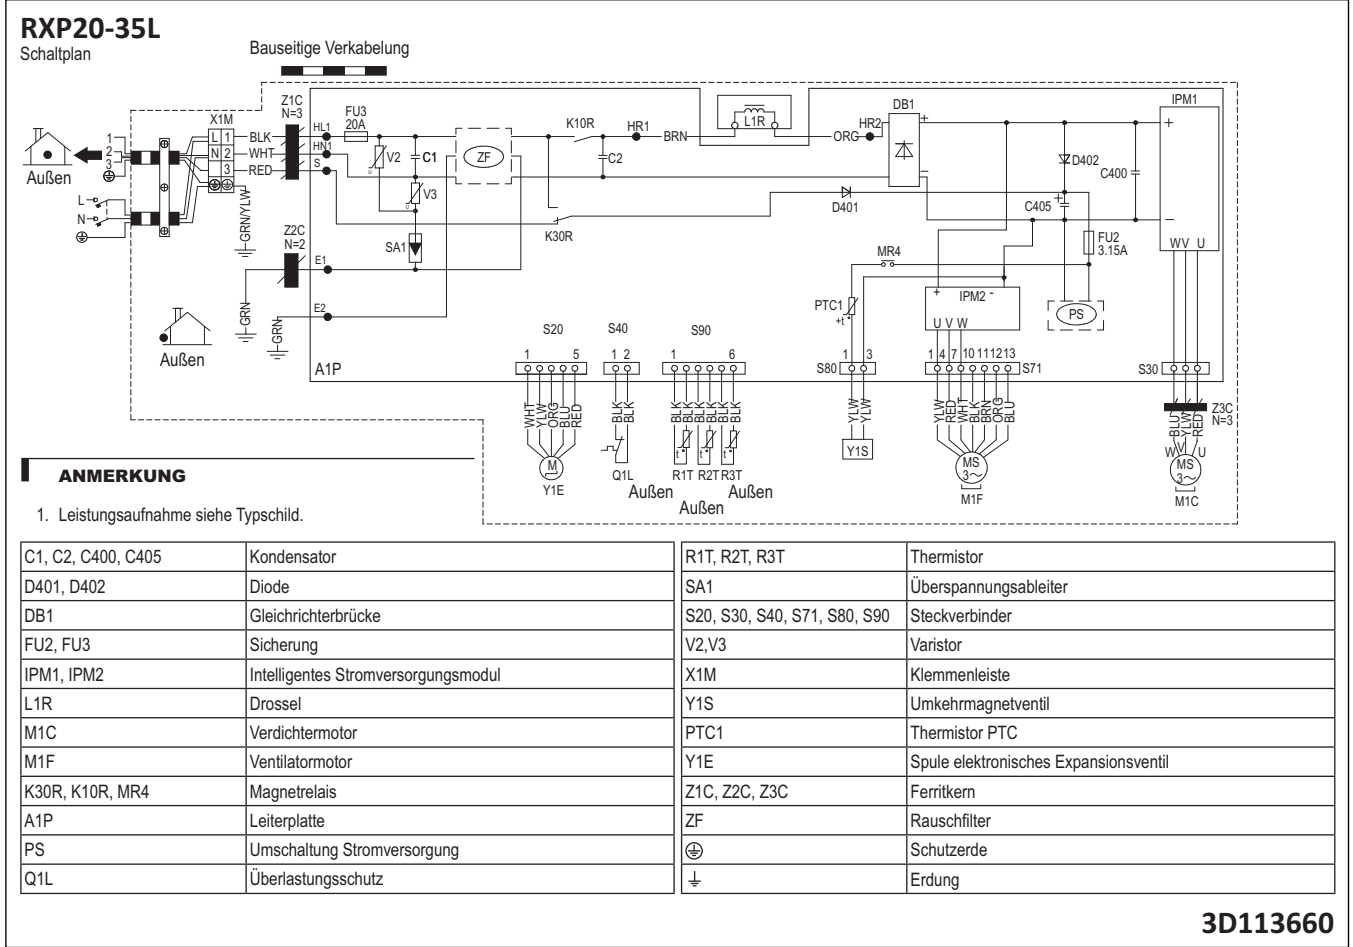 RXP20-35L
Schaltplan
Bauseitige Verkabelung
Z1C
N=3
FU3
20A
X1M
HL1
HN1
S
L 1 BLK
N 2 WHT
3 RED
1
2
3
Außen
L
N
GRN/YLW
V2
C1
V3
SA1
ZF
K10R
C2
HR1
BRN
L1R
ORG
HR2
DB1
+
−
IPM1
+
−
WV U
D402
C400
C405
D401
K30R
FU2
3.15A
MR4
PTC1
+t°
IPM2
+ -
U V W
PS
Z2C
N=2
E1
E2
GRN
GRN
Außen
A1P
S20
1 5
S40
1 2
S90
1 6
S80
1 3
1 4 7 10 11 12 13
S71
S30
WHT
YLW
ORG
BLU
RED
BLK
BLK
BLK
BLK
BLK
BLK
BLK
BLK
YLW
YLW
YLW
RED
WHT
BLK
BRN
ORG
BLU
BLU
YLW
RED
Z3C
N=3
M
Y1E
Q1L
t°
t°
t°
R1T R2T R3T
Außen
Außen
Außen
Y1S
MS
3~
M1F
W V U
MS
3~
M1C
ANMERKUNG
1. Leistungsaufnahme siehe Typschild.
C1, C2, C400, C405 Kondensator
D401, D402 Diode
DB1 Gleichrichterbrücke
FU2, FU3 Sicherung
IPM1, IPM2 Intelligentes Stromversorgungsmodul
L1R Drossel
M1C Verdichtermotor
M1F Ventilatormotor
K30R, K10R, MR4 Magnetrelais
A1P Leiterplatte
PS Umschaltung Stromversorgung
Q1L Überlastungsschutz
R1T, R2T, R3T Thermistor
SA1 Überspannungsableiter
S20, S30, S40, S71, S80, S90 Steckverbinder
V2,V3 Varistor
X1M Klemmenleiste
Y1S Umkehrmagnetventil
PTC1 Thermistor PTC
Y1E Spule elektronisches Expansionsventil
Z1C, Z2C, Z3C Ferritkern
ZF Rauschfilter
Schutzerde
Erdung
3D113660